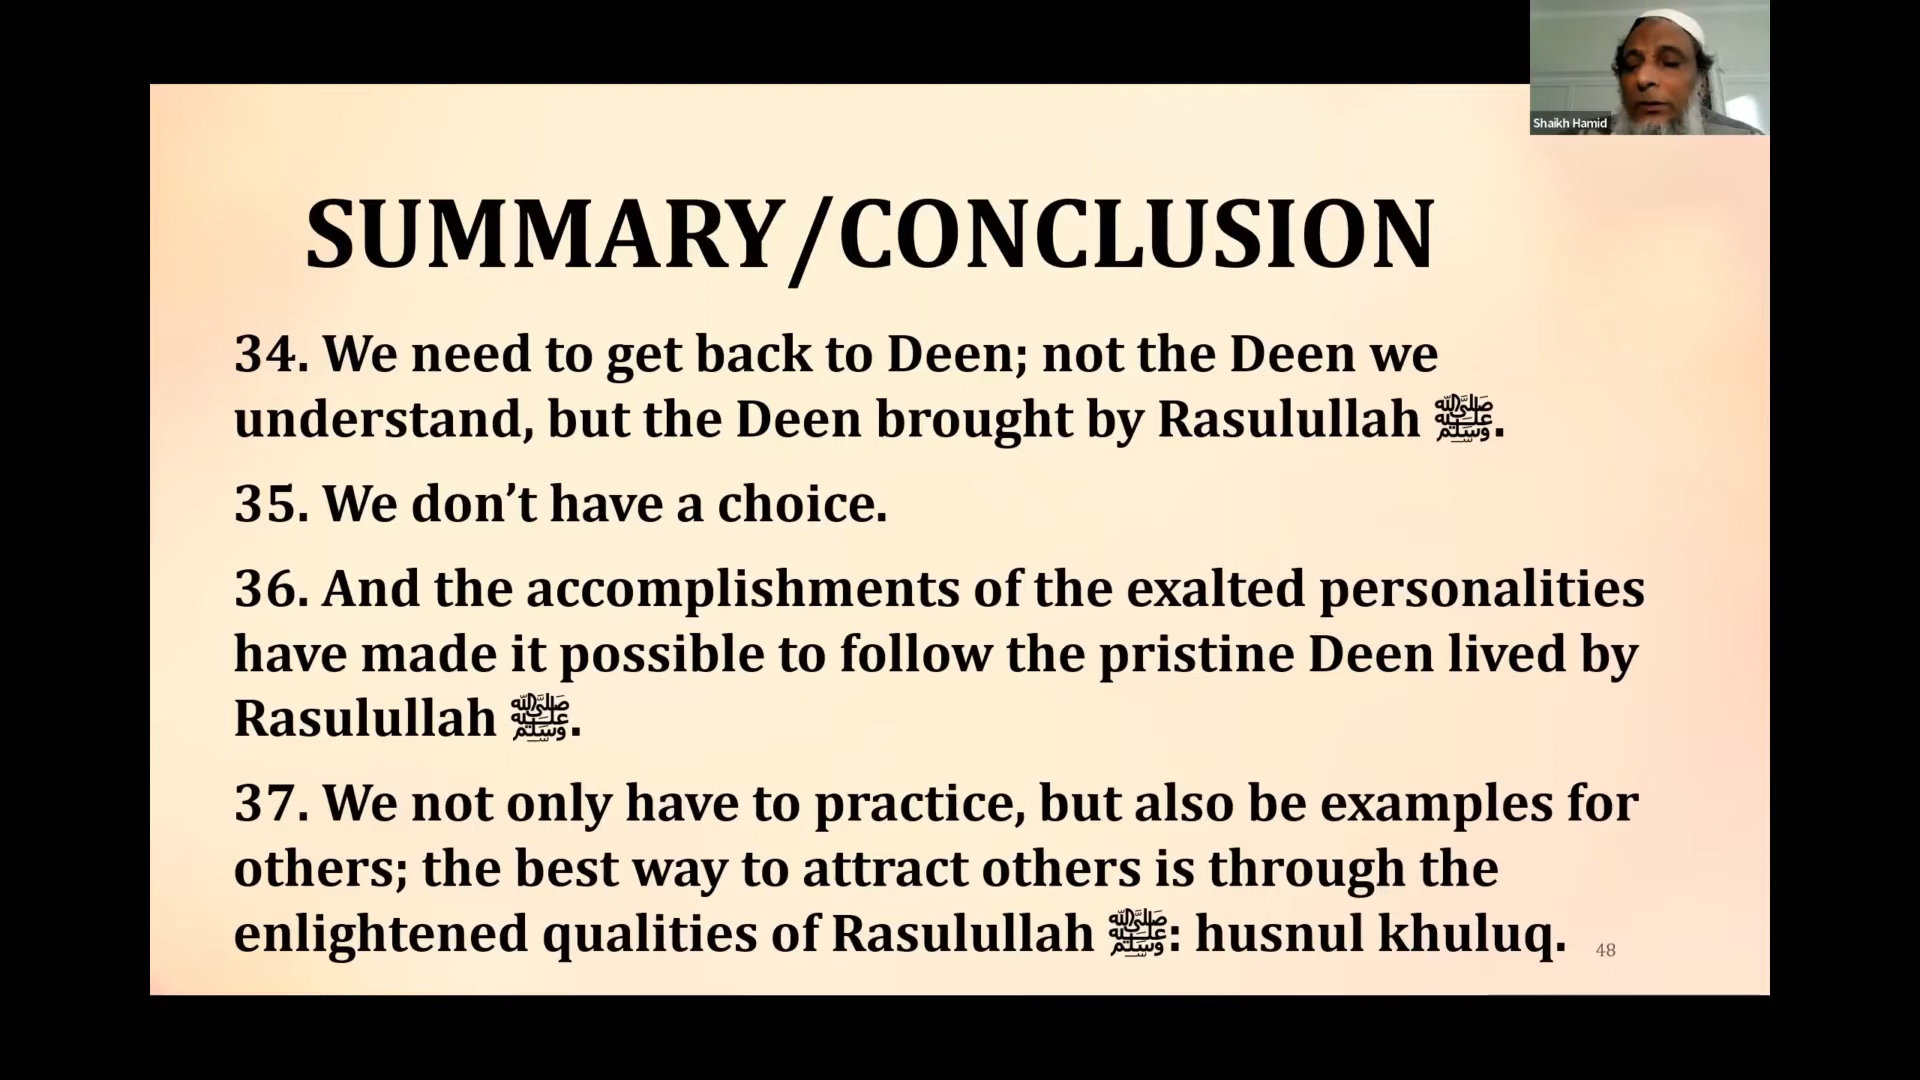 Shaikh Hamid
SUMMARY/CONCLUSION
34. We need to get back to Deen; not the Deen we
understand, but the Deen brought by Rasulullah ﷺ.
35. We don’t have a choice.
36. And the accomplishments of the exalted personalities
have made it possible to follow the pristine Deen lived by
Rasulullah ﷺ.
37. We not only have to practice, but also be examples for
others; the best way to attract others is through the
enlightened qualities of Rasulullah ﷺ: husnul khuluq.
48